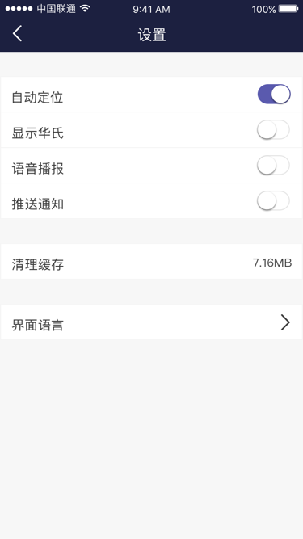 中国联通 9:41 AM 100%
设置
自动定位
显示华氏
语音播报
推送通知
清理缓存 7.16MB
界面语言